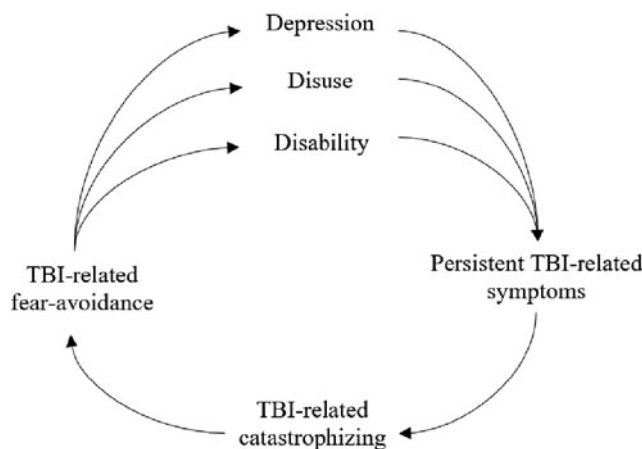 Depression
Disuse
Disability
TBI-related
fear-avoidance
Persistent TBI-related
symptoms
TBI-related
catastrophizing